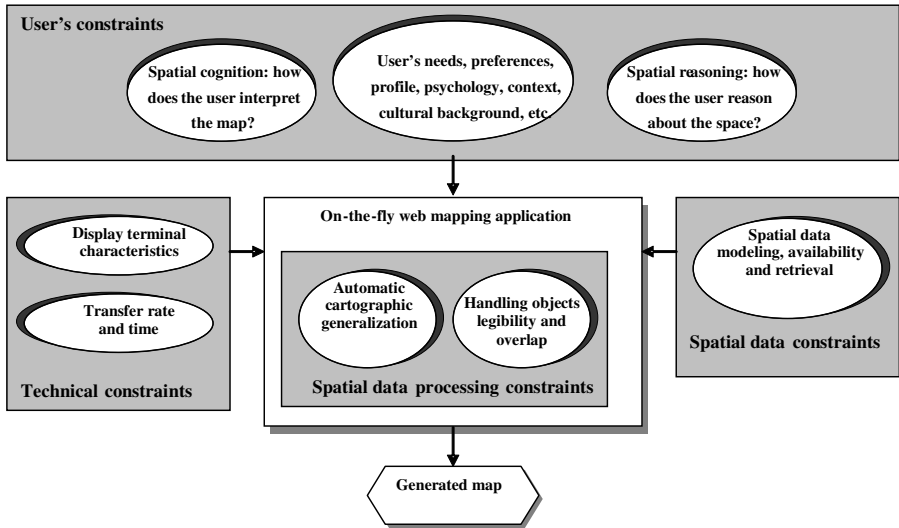 User's constraints
Spatial cognition: how
does the user interpret
the map?
User's needs, preferences,
profile, psychology, context,
cultural background, etc.
Spatial reasoning: how
does the user reason
about the space?
Display terminal
characteristics
Transfer rate
and time
Technical constraints
On-the-fly web mapping application
Automatic
cartographic
generalization
Handling objects
legibility and
overlap
Spatial data processing constraints
Spatial data
modeling, availability
and retrieval
Spatial data constraints
Generated map